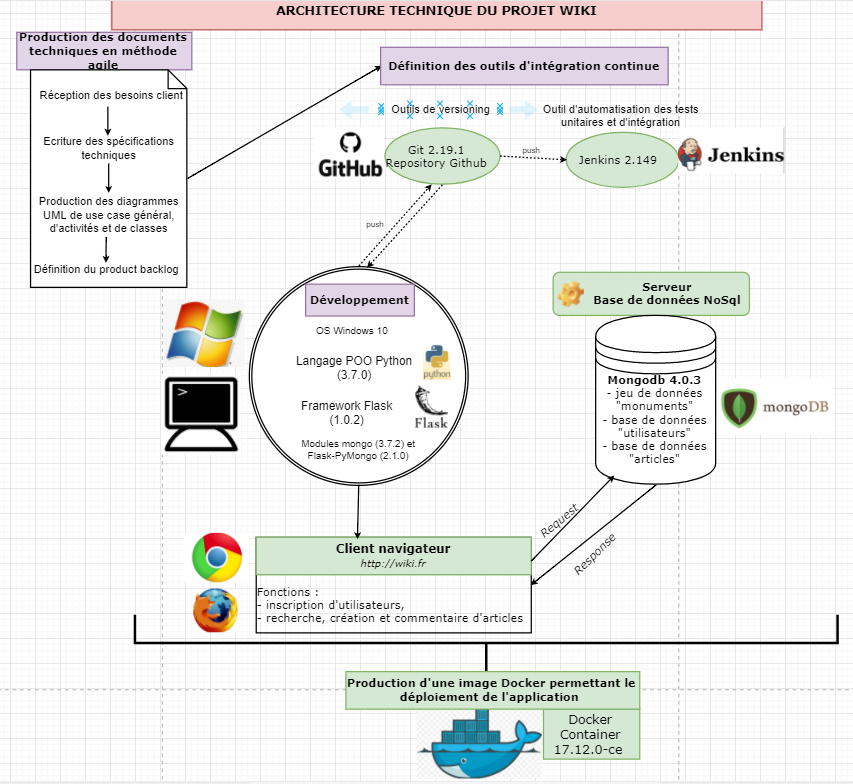 ARCHITECTURE TECHNIQUE DU PROJET WIKI
Production des documents
techniques en méthode
agile
Réception des besoins client
Ecriture des spécifications
techniques
Production des diagrammes
UML de use case général,
d'activités et de classes
Définition du product backlog
Définition des outils d'intégration continue
Outils de versioning
Outil d'automatisation des tests
unitaires et d'intégration
GitHub
Git 2.19.1
Repository Github
push
Jenkins 2.149
Jenkins
push
Développement
OS Windows 10
Langage POO Python
(3.7.0)
python
Framework Flask
(1.0.2)
Flask
Modules mongo (3.7.2) et
Flask-PyMongo (2.1.0)
>_
Serveur
Base de données NoSql
Mongodb 4.0.3
- jeu de données
"monuments"
- base de données
"utilisateurs"
- base de données
"articles"
mongoDB
Request
Response
Client navigateur
http://wiki.fr
Fonctions :
- inscription d'utilisateurs,
- recherche, création et commentaire d'articles
Production d'une image Docker permettant le
déploiement de l'application
Docker
Container
17.12.0-ce